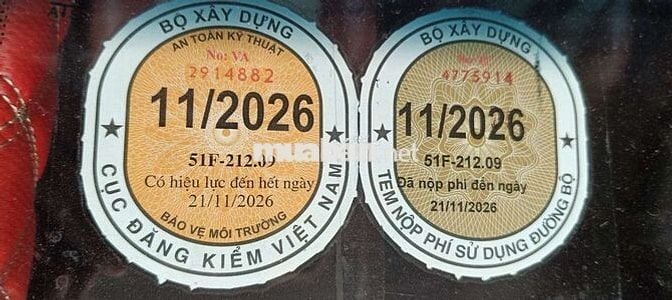 BỘ XÂY DỰNG
AN TOÀN KỸ THUẬT
No: VA
2914882
11/2026
51F-212.09
Có hiệu lực đến hết ngày
21/11/2026
BẢO VỆ MÔI TRƯỜNG
CỤC ĐĂNG KIỂM VIỆT NAM
BỘ XÂY DỰNG
4775914
11/2026
51F-212.09
Đã nộp phí đến ngày
21/11/2026
TEM NỘP PHÍ SỬ DỤNG ĐƯỜNG BỘ